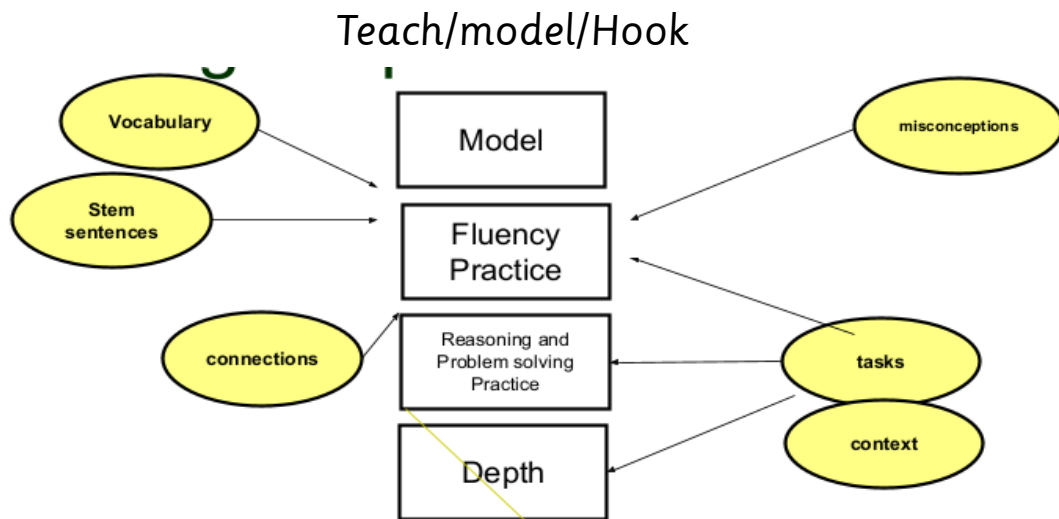 Teach/model/Hook
Vocabulary
Model
misconceptions
Stem
sentences
Fluency
Practice
connections
Reasoning and
Problem solving
Practice
tasks
context
Depth